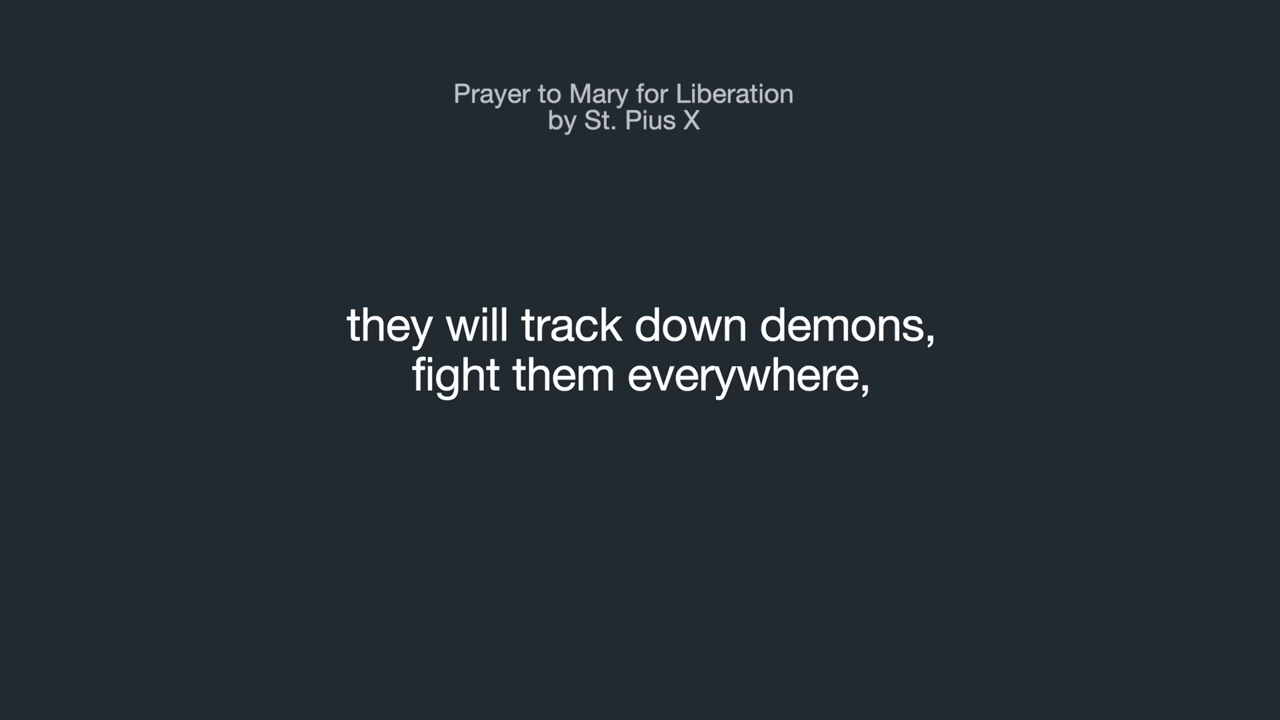 Prayer to Mary for Liberation
by St. Pius X
they will track down demons,
fight them everywhere,